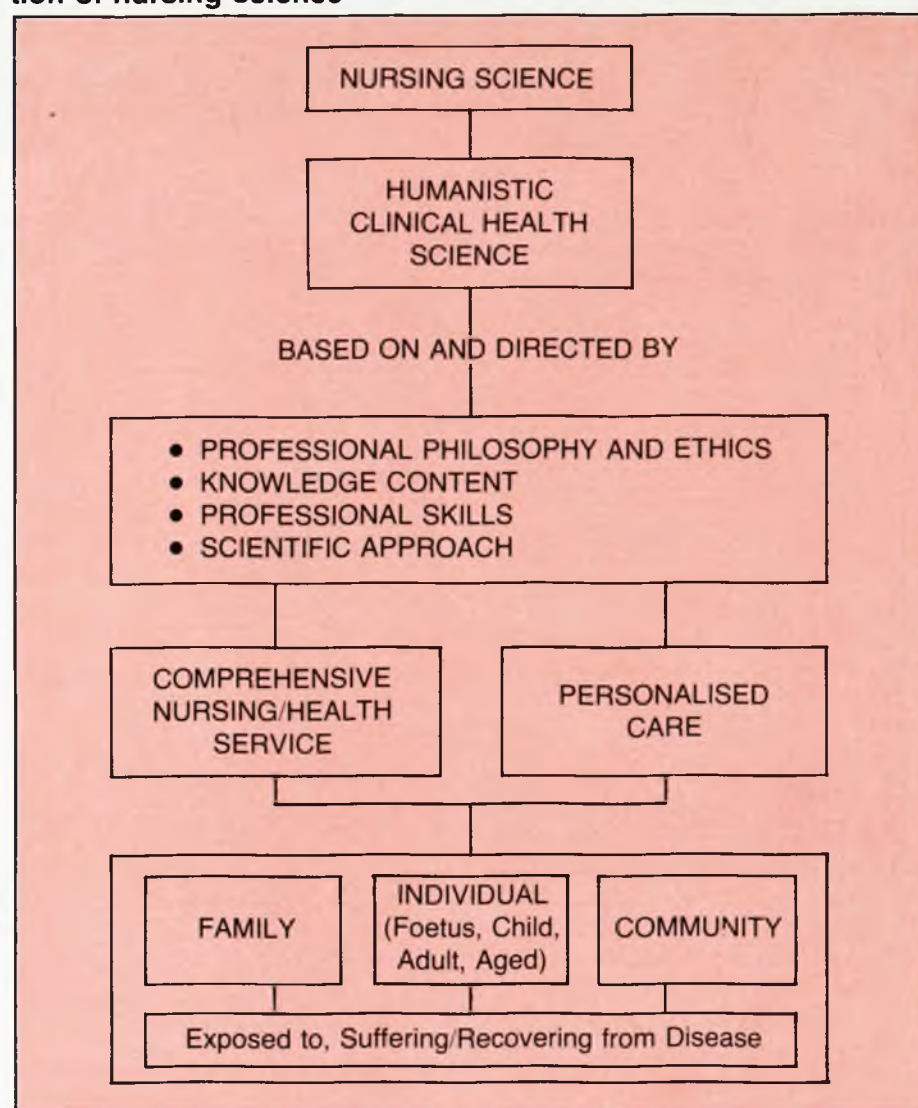 tion of nursing science
NURSING SCIENCE
HUMANISTIC
CLINICAL HEALTH
SCIENCE
BASED ON AND DIRECTED BY
• PROFESSIONAL PHILOSOPHY AND ETHICS
• KNOWLEDGE CONTENT
• PROFESSIONAL SKILLS
• SCIENTIFIC APPROACH
COMPREHENSIVE
NURSING/HEALTH
SERVICE
PERSONALISED
CARE
FAMILY
INDIVIDUAL
(Foetus, Child,
Adult, Aged)
COMMUNITY
Exposed to, Suffering/Recovering from Disease